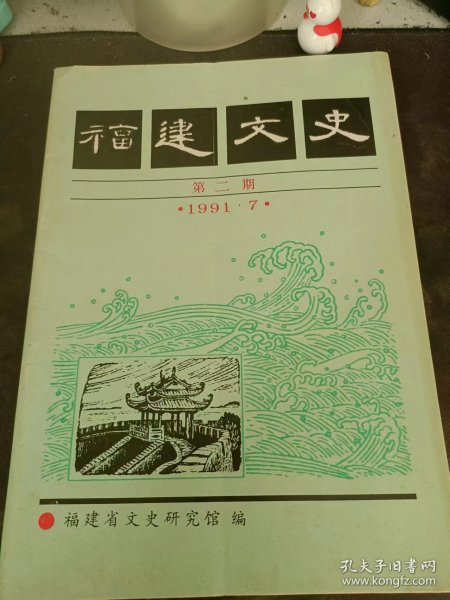 福建文史
第二期
·1991·7·
福建省文史研究馆 编
孔夫子旧书网
www.kongfz.com